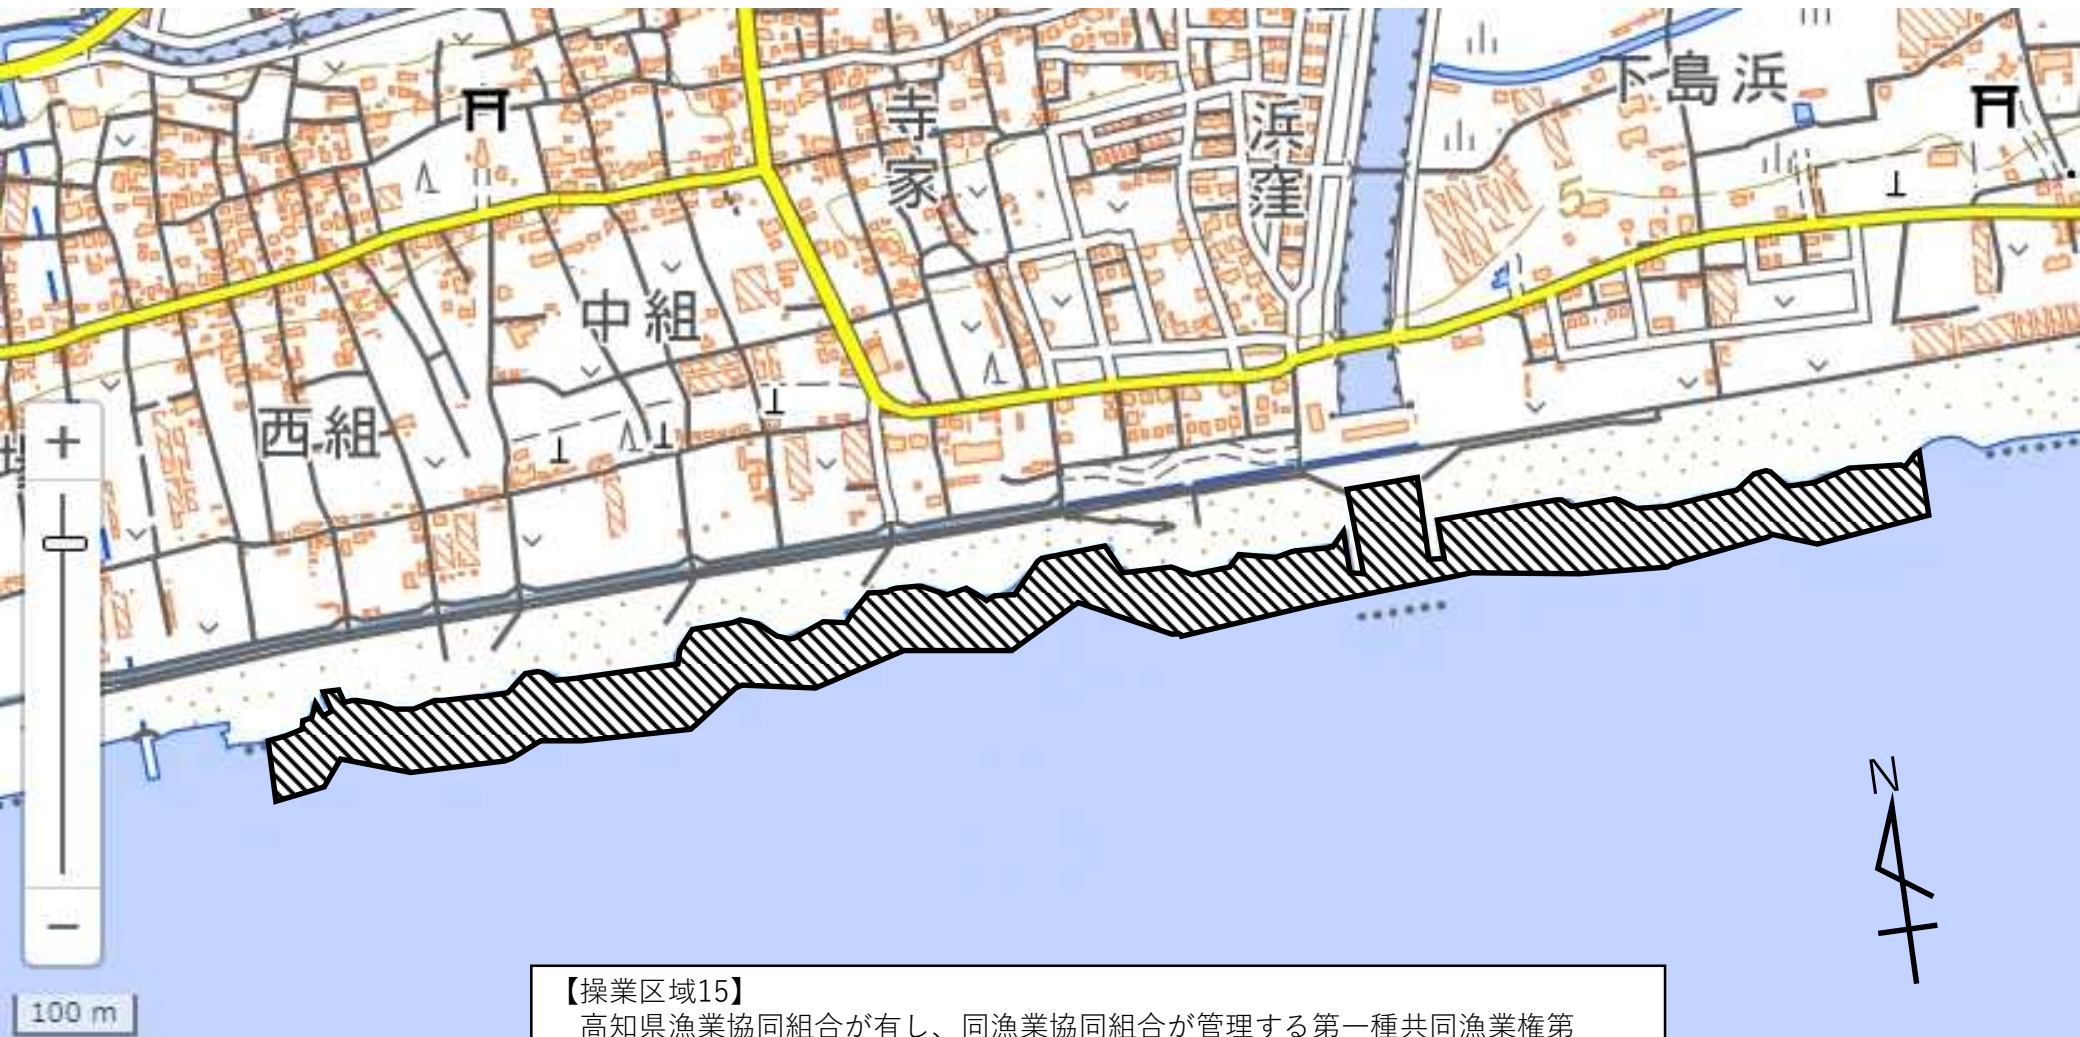 下島浜
寺家
浜窪
5
中組
西組
+
−
N
100 m
【操業区域15】
高知県漁業協同組合が有し、同漁業協同組合が管理する第一種共同漁業権第